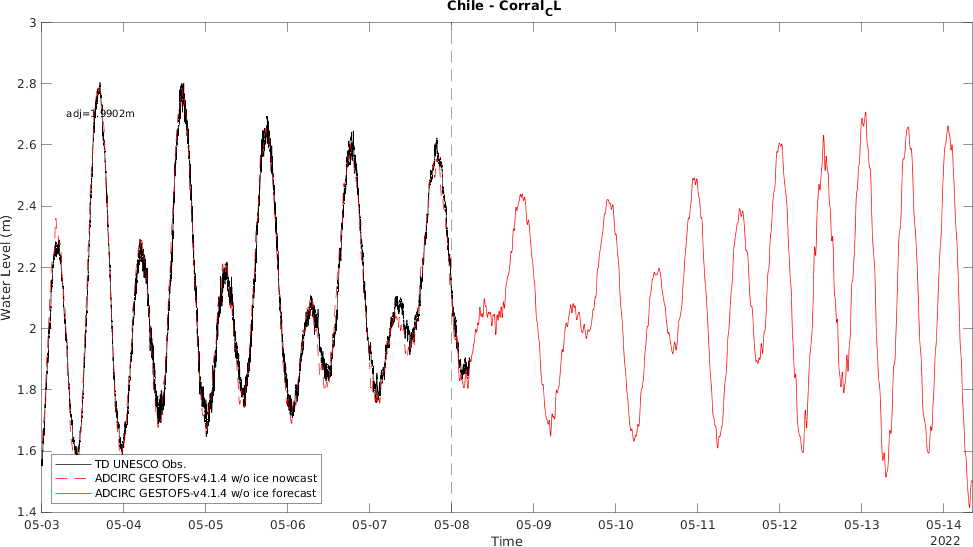 Chile - Corral_CL
3
2.8
adj=1.9902m
2.6
2.4
2.2
2
1.8
1.6
1.4
Water Level (m)
TD UNESCO Obs.
ADCIRC GESTOFS-v4.1.4 w/o ice nowcast
ADCIRC GESTOFS-v4.1.4 w/o ice forecast
05-03 05-04 05-05 05-06 05-07 05-08 05-09 05-10 05-11 05-12 05-13 05-14
Time
2022